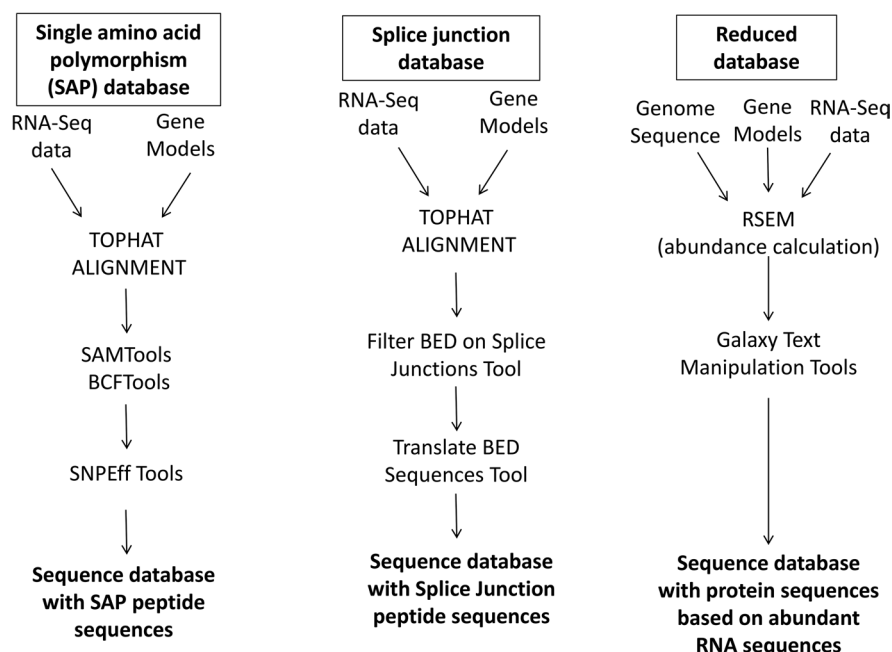 Single amino acid
polymorphism
(SAP) database
RNA-Seq
data
Gene
Models
TOPHAT
ALIGNMENT
SAMTools
BCFTools
SNPEff Tools
Sequence database
with SAP peptide
sequences
Splice junction
database
RNA-Seq
data
Gene
Models
TOPHAT
ALIGNMENT
Filter BED on Splice
Junctions Tool
Translate BED
Sequences Tool
Sequence database
with Splice Junction
peptide sequences
Reduced
database
Genome
Sequence
Gene
Models
RNA-Seq
data
RSEM
(abundance calculation)
Galaxy Text
Manipulation Tools
Sequence database
with protein sequences
based on abundant
RNA sequences